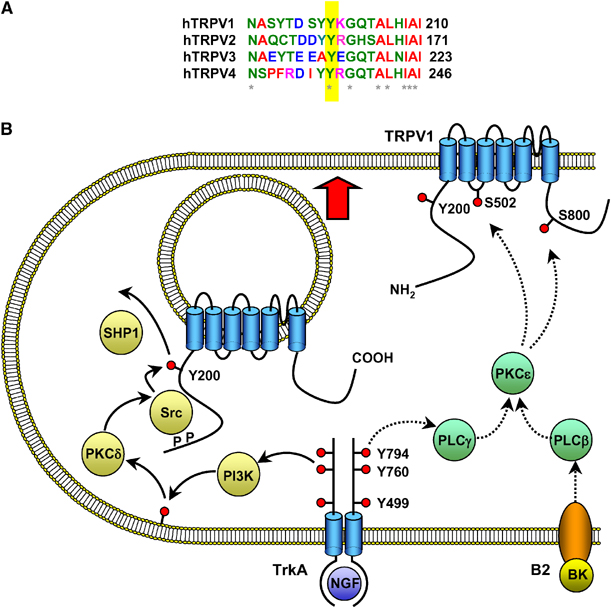 A
hTRPV1 NASYTDSYYKGQTALHIAI 210
hTRPV2 NAQCTDDYYRGHSALHIAI 171
hTRPV3 NAEYTEEAYEGQTALNIAI 223
hTRPV4 NSPFRDIYYRGQTALHIAI 246
* * * * * * * *
B
TRPV1
Y200
S502
S800
NH2
SHP1
Y200
COOH
Src
P P
PKCδ
PI3K
PKCε
PLCγ
PLCβ
Y794
Y760
Y499
TrkA
NGF
B2
BK